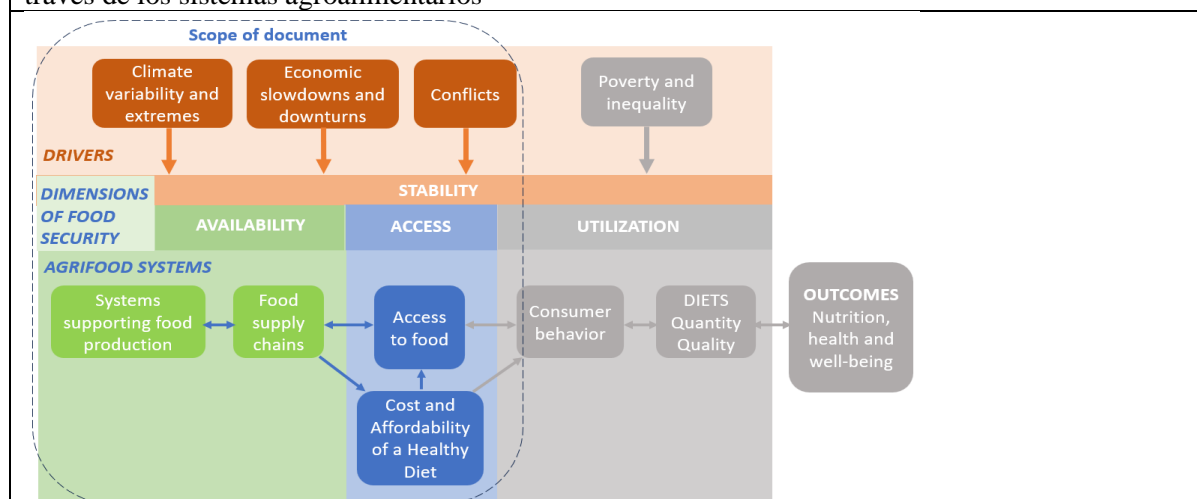 través de los sistemas agroalimentarios
Scope of document
Climate
variability and
extremes
Economic
slowdowns and
downturns
Conflicts
Poverty and
inequality
DRIVERS
DIMENSIONS
OF FOOD
SECURITY
STABILITY
AVAILABILITY
ACCESS
UTILIZATION
AGRIFOOD SYSTEMS
Systems
supporting food
production
Food
supply
chains
Access
to food
Consumer
behavior
DIETS
Quantity
Quality
OUTCOMES
Nutrition,
health and
well-being
Cost and
Affordability
of a Healthy
Diet